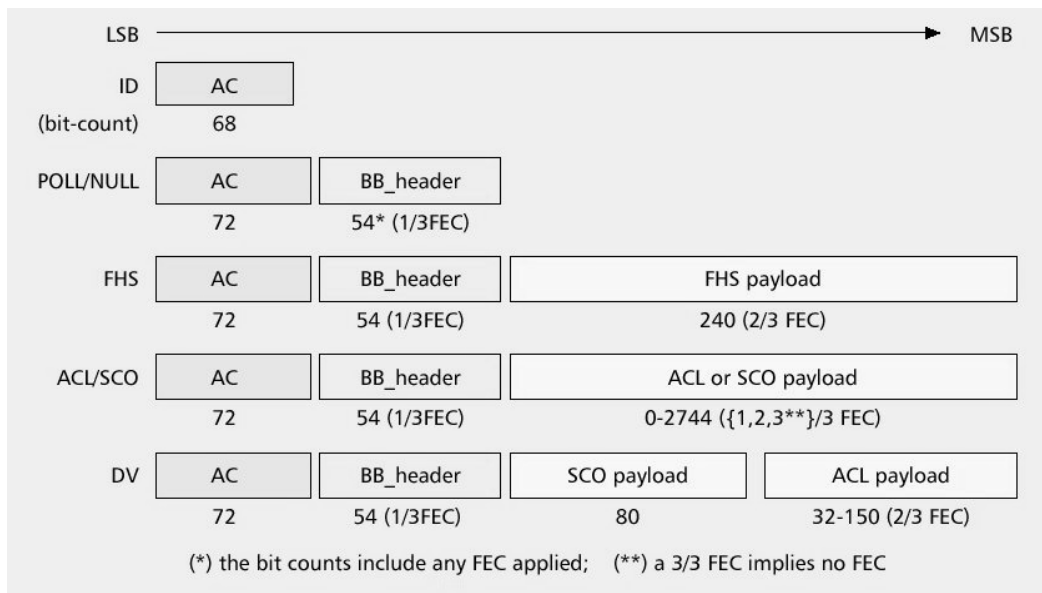 LSB MSB
ID AC
(bit-count) 68
POLL/NULL AC BB_header
72 54* (1/3FEC)
FHS AC BB_header FHS payload
72 54 (1/3FEC) 240 (2/3 FEC)
ACL/SCO AC BB_header ACL or SCO payload
72 54 (1/3FEC) 0-2744 ({1,2,3**}/3 FEC)
DV AC BB_header SCO payload ACL payload
72 54 (1/3FEC) 80 32-150 (2/3 FEC)
(*) the bit counts include any FEC applied; (**) a 3/3 FEC implies no FEC